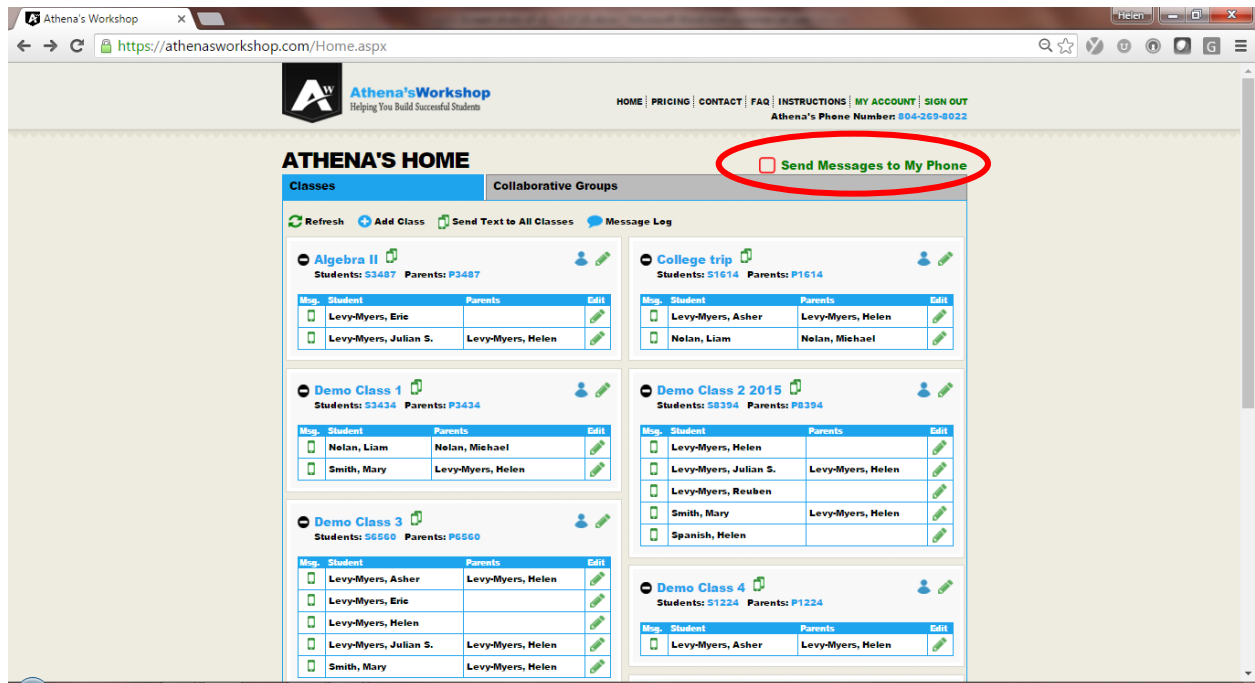 Athena's Workshop
Helen
https://athenasworkshop.com/Home.aspx
AW
Athena'sWorkshop
Helping You Build Successful Students
HOME PRICING CONTACT FAQ INSTRUCTIONS MY ACCOUNT SIGN OUT
Athena's Phone Number: 804-269-8022
ATHENA'S HOME
Send Messages to My Phone
Classes
Collaborative Groups
Refresh Add Class Send Text to All Classes Message Log
Algebra II
Students: S3487 Parents: P3487
Msg. Student Parents Edit
Levy-Myers, Eric
Levy-Myers, Julian S. Levy-Myers, Helen
College trip
Students: S1614 Parents: P1614
Msg. Student Parents Edit
Levy-Myers, Asher Levy-Myers, Helen
Nolan, Liam Nolan, Michael
Demo Class 1
Students: S3434 Parents: P3434
Msg. Student Parents Edit
Nolan, Liam Nolan, Michael
Smith, Mary Levy-Myers, Helen
Demo Class 2 2015
Students: S8394 Parents: P8394
Msg. Student Parents Edit
Levy-Myers, Helen
Levy-Myers, Julian S. Levy-Myers, Helen
Levy-Myers, Reuben
Smith, Mary Levy-Myers, Helen
Spanish, Helen
Demo Class 3
Students: S6560 Parents: P6560
Msg. Student Parents Edit
Levy-Myers, Asher Levy-Myers, Helen
Levy-Myers, Eric
Levy-Myers, Helen
Levy-Myers, Julian S. Levy-Myers, Helen
Smith, Mary Levy-Myers, Helen
Demo Class 4
Students: S1224 Parents: P1224
Msg. Student Parents Edit
Levy-Myers, Asher Levy-Myers, Helen